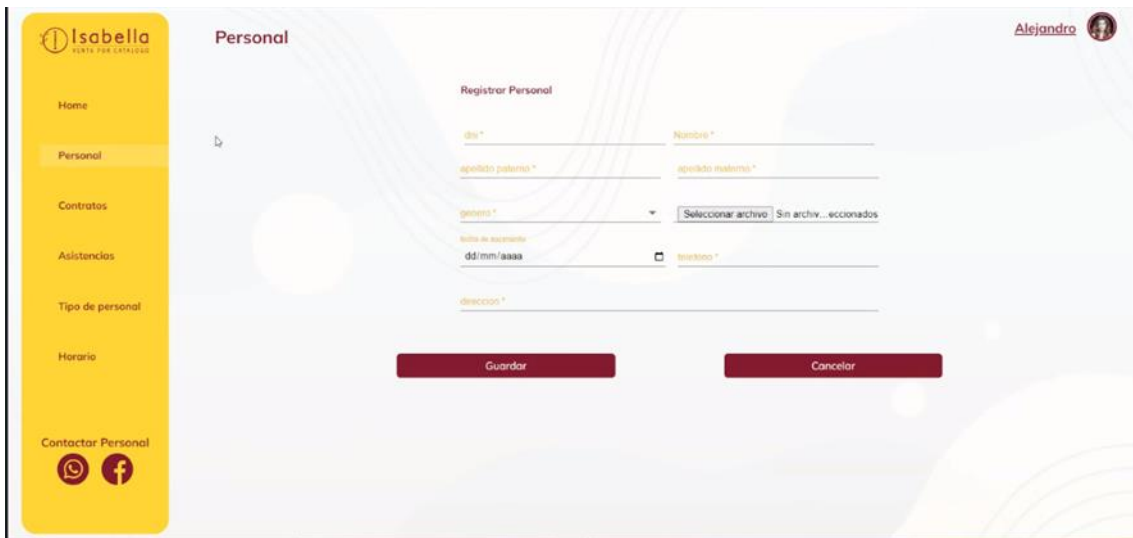 Isabella
VENTA POR CATALOGO
Personal
Alejandro
Home
Personal
Contratos
Asistencias
Tipo de personal
Horario
Contactar Personal
Registrar Personal
dni *
Nombre *
apellido paterno *
apellido materno *
genero *
Seleccionar archivo Sin archiv...eccionados
fecha de nacimiento
dd/mm/aaaa
telefono *
direccion *
Guardar
Cancelar